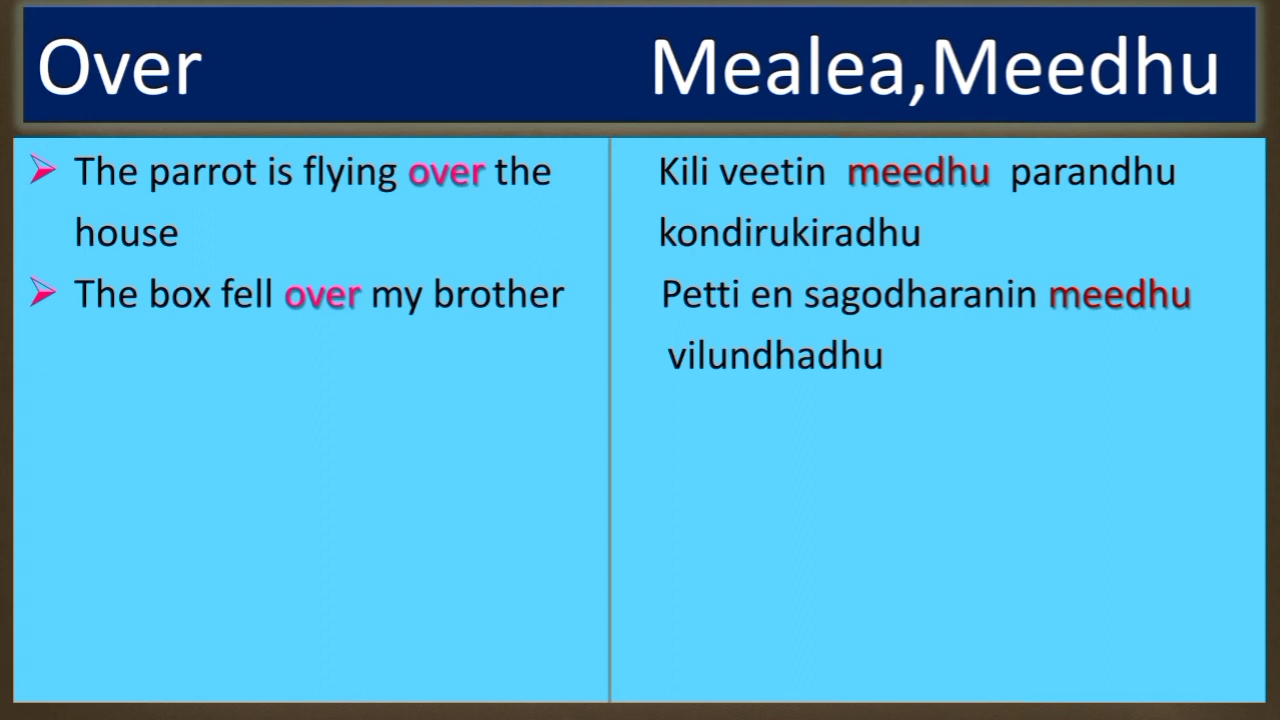 Over Mealea,Meedhu
The parrot is flying over the
house
The box fell over my brother
Kili veetin meedhu parandhu
kondirukiradhu
Petti en sagodharanin meedhu
vilundhadhu